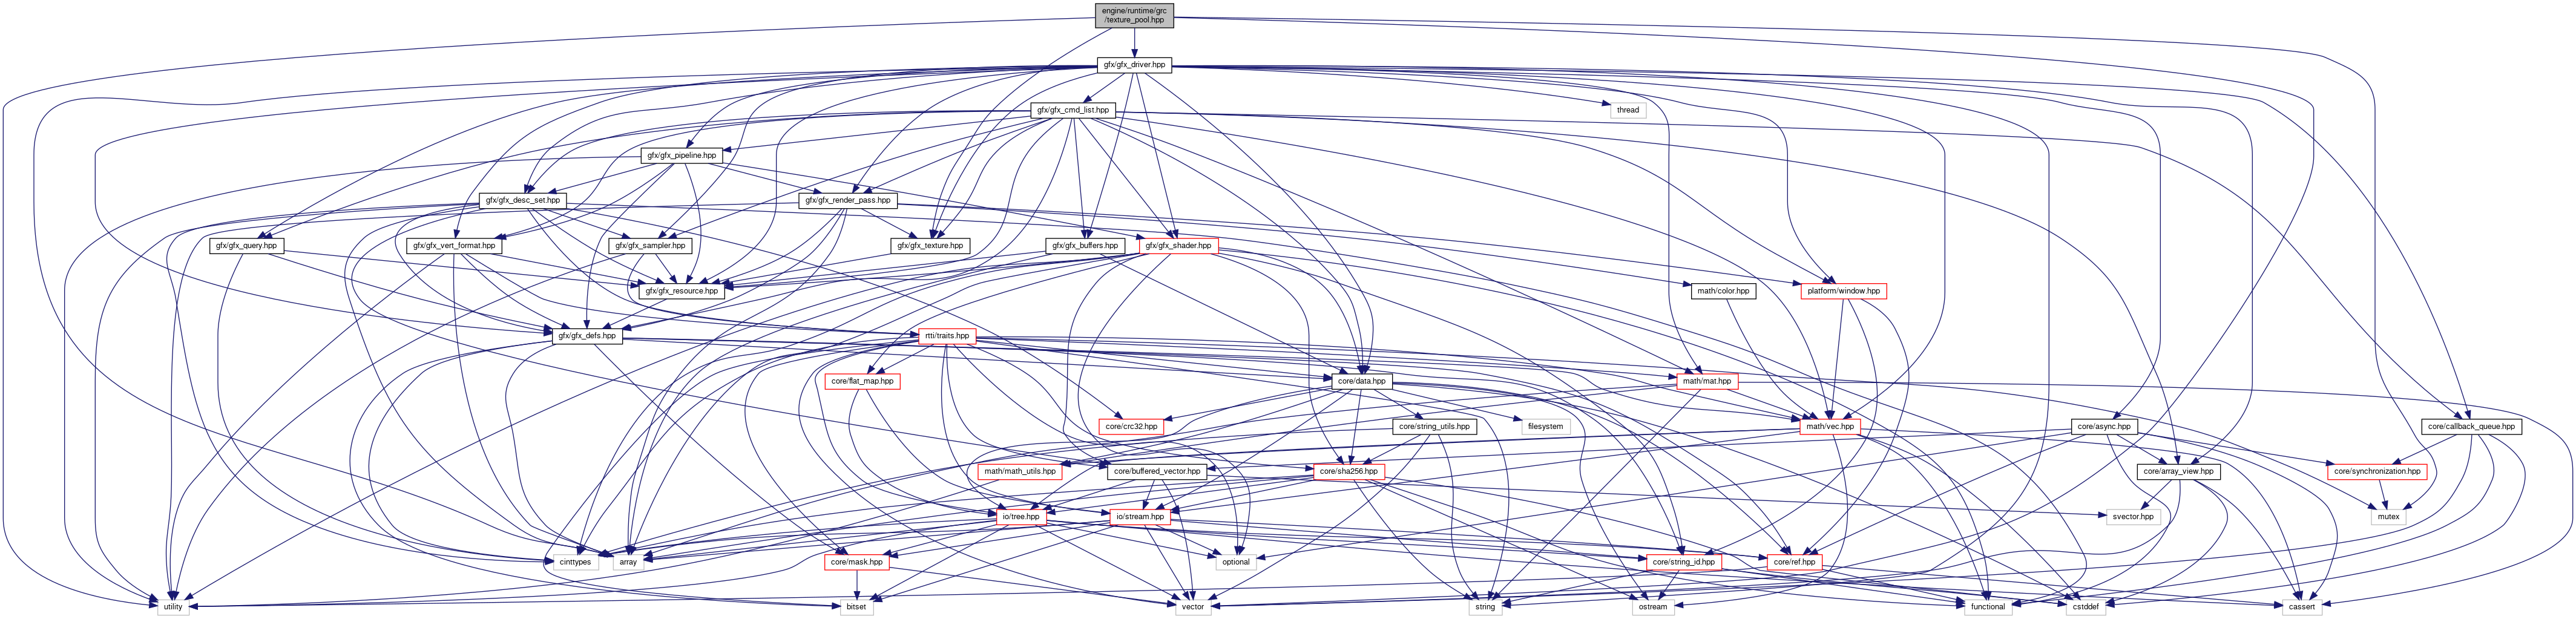 engine/runtime/grc
/texture_pool.hpp
gfx/gfx_driver.hpp
gfx/gfx_cmd_list.hpp
thread
gfx/gfx_pipeline.hpp
gfx/gfx_desc_set.hpp
gfx/gfx_render_pass.hpp
gfx/gfx_query.hpp
gfx/gfx_vert_format.hpp
gfx/gfx_sampler.hpp
gfx/gfx_texture.hpp
gfx/gfx_buffers.hpp
gfx/gfx_shader.hpp
gfx/gfx_resource.hpp
math/color.hpp
platform/window.hpp
gfx/gfx_defs.hpp
rtti/traits.hpp
core/flat_map.hpp
core/data.hpp
math/mat.hpp
core/crc32.hpp
core/string_utils.hpp
filesystem
math/vec.hpp
core/async.hpp
core/callback_queue.hpp
math/math_utils.hpp
core/buffered_vector.hpp
core/sha256.hpp
core/array_view.hpp
core/synchronization.hpp
io/tree.hpp
io/stream.hpp
svector.hpp
mutex
cinttypes
array
core/mask.hpp
optional
core/string_id.hpp
core/ref.hpp
utility
bitset
vector
string
ostream
functional
cstddef
cassert